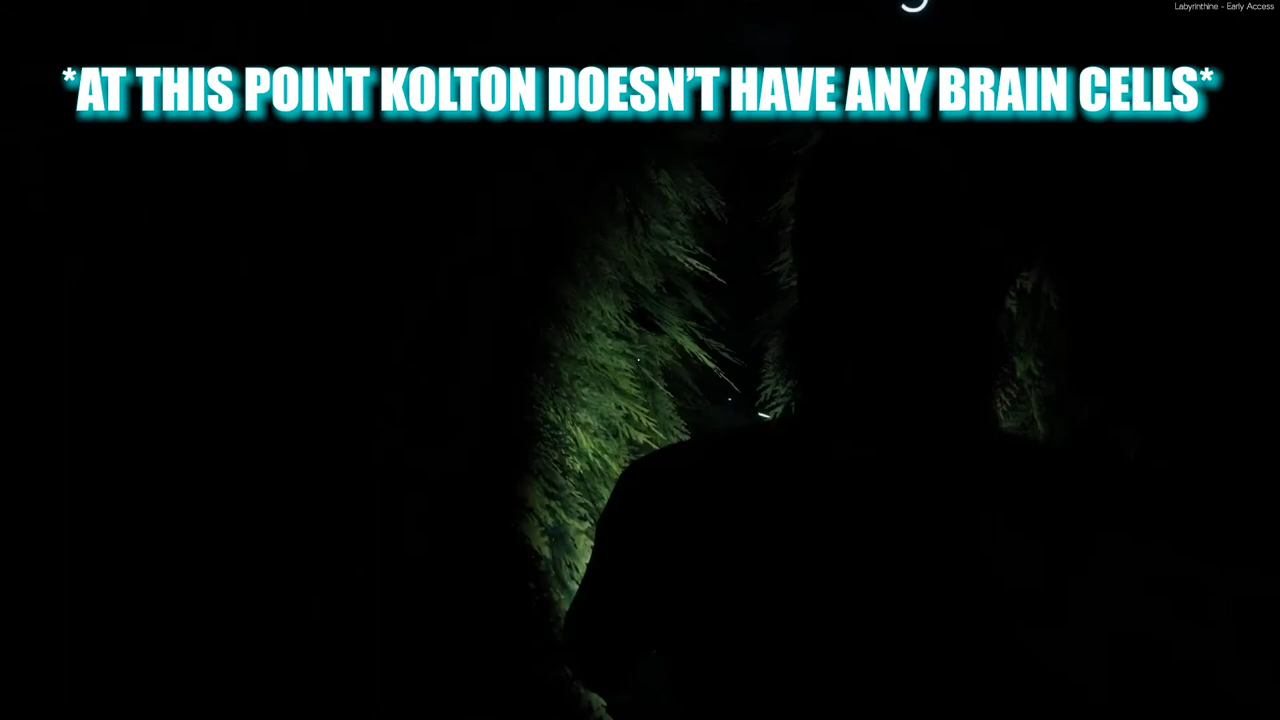 Labyrinthine - Early Access
*AT THIS POINT KOLTON DOESN'T HAVE ANY BRAIN CELLS*